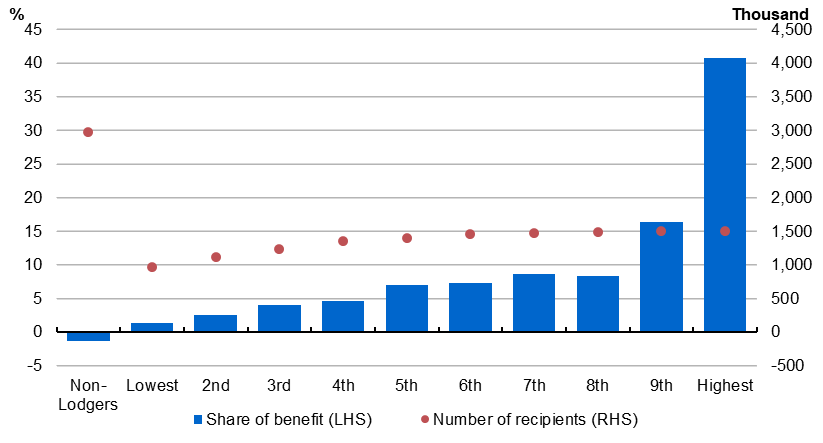 % Thousand
45 4,500
40 4,000
35 3,500
30 3,000
25 2,500
20 2,000
15 1,500
10 1,000
5 500
0 0
-5 -500
Non- Lowest 2nd 3rd 4th 5th 6th 7th 8th 9th Highest
Lodgers
Share of benefit (LHS) Number of recipients (RHS)